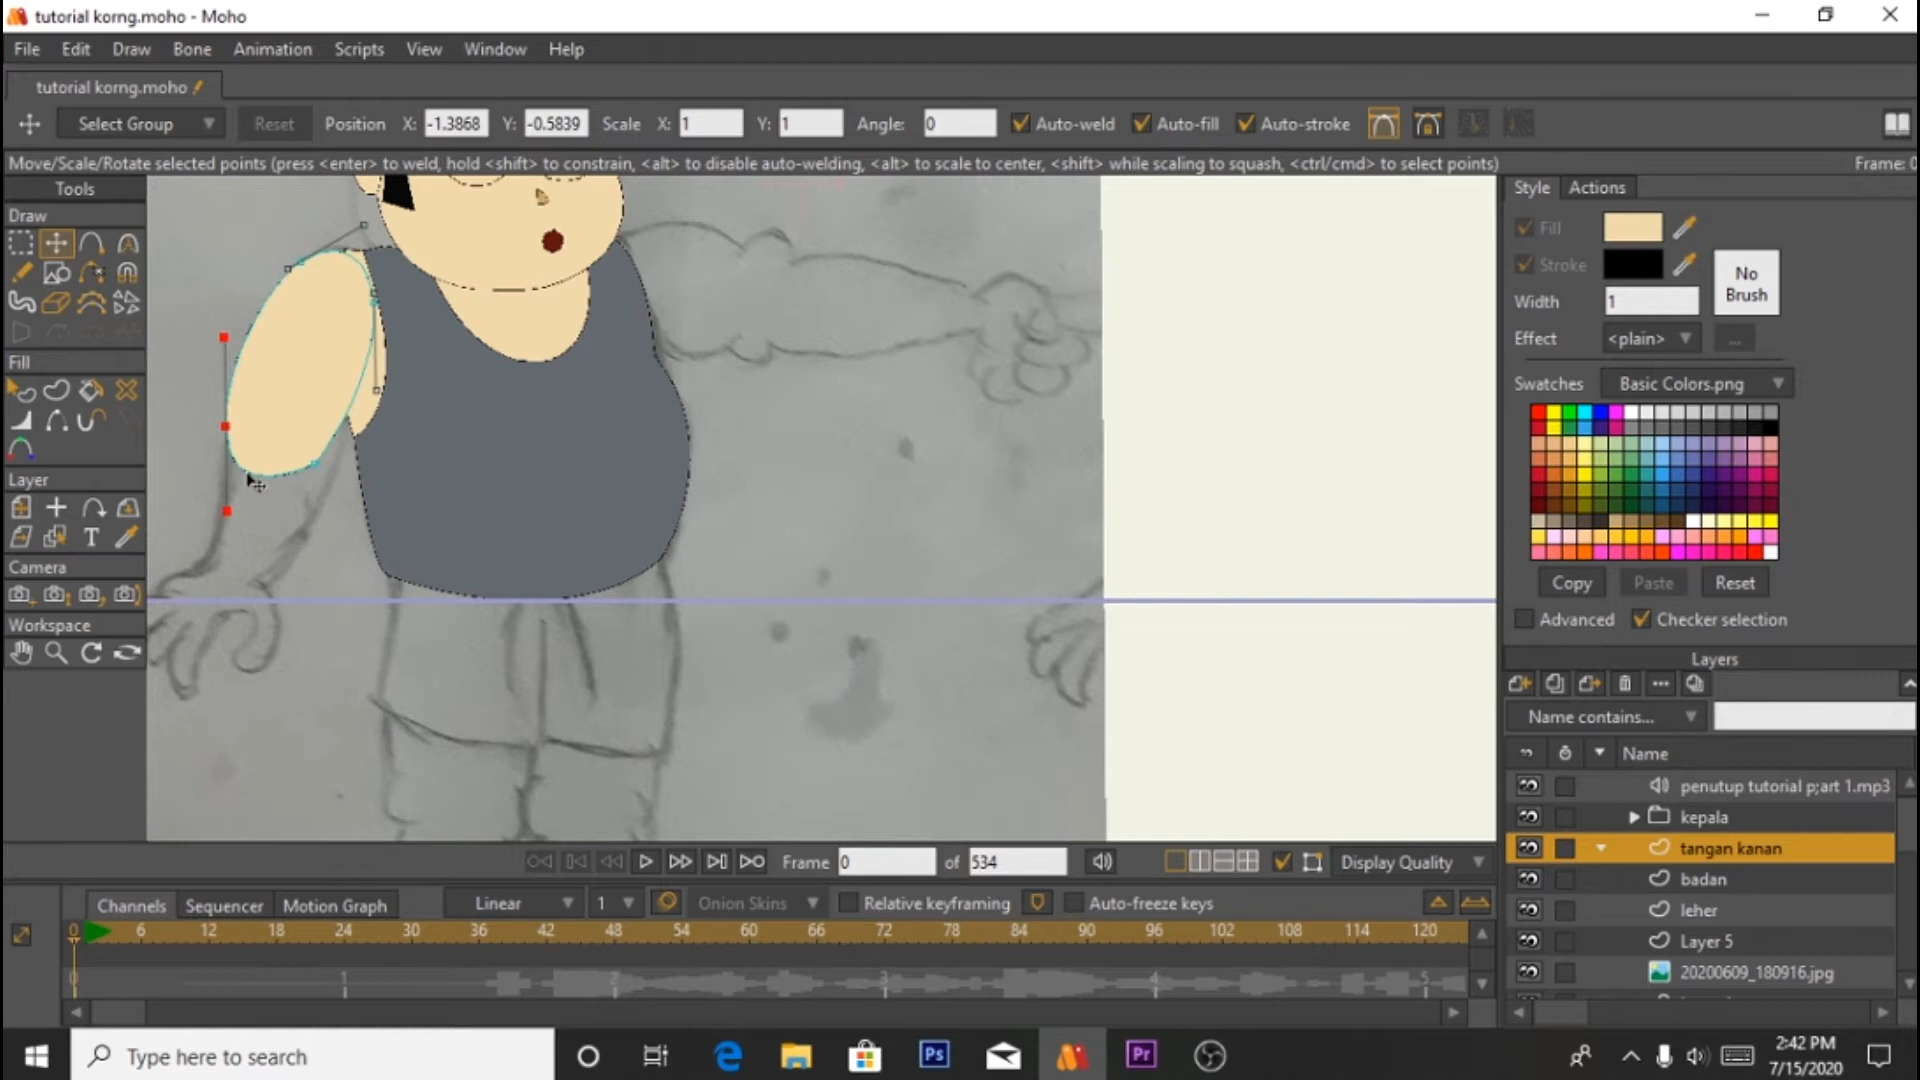 tutorial korng.moho - Moho
File Edit Draw Bone Animation Scripts View Window Help
tutorial korng.moho
Select Group Reset Position X: -1.3868 Y: -0.5839 Scale X: 1 Y: 1 Angle: 0 Auto-weld Auto-fill Auto-stroke
Move/Scale/Rotate selected points (press <enter> to weld, hold <shift> to constrain, <alt> to disable auto-welding, <alt> to scale to center, <shift> while scaling to squash, <ctrl/cmd> to select points) Frame: 0
Tools
Draw
Fill
Layer
T
Camera
Workspace
Style Actions
Fill
Stroke
No Brush
Width 1
Effect <plain> ...
Swatches Basic Colors.png
Copy Paste Reset
Advanced Checker selection
Layers
Name contains...
Name
penutup tutorial p;art 1.mp3
kepala
tangan kanan
badan
leher
Layer 5
20200609_180916.jpg
Frame 0 of 534 Display Quality
Channels Sequencer Motion Graph Linear 1 Onion Skins Relative keyframing Auto-freeze keys
0 6 12 18 24 30 36 42 48 54 60 66 72 78 84 90 96 102 108 114 120
0 1 2 3 4 5
Type here to search
Ps
Pr
2:42 PM
7/15/2020